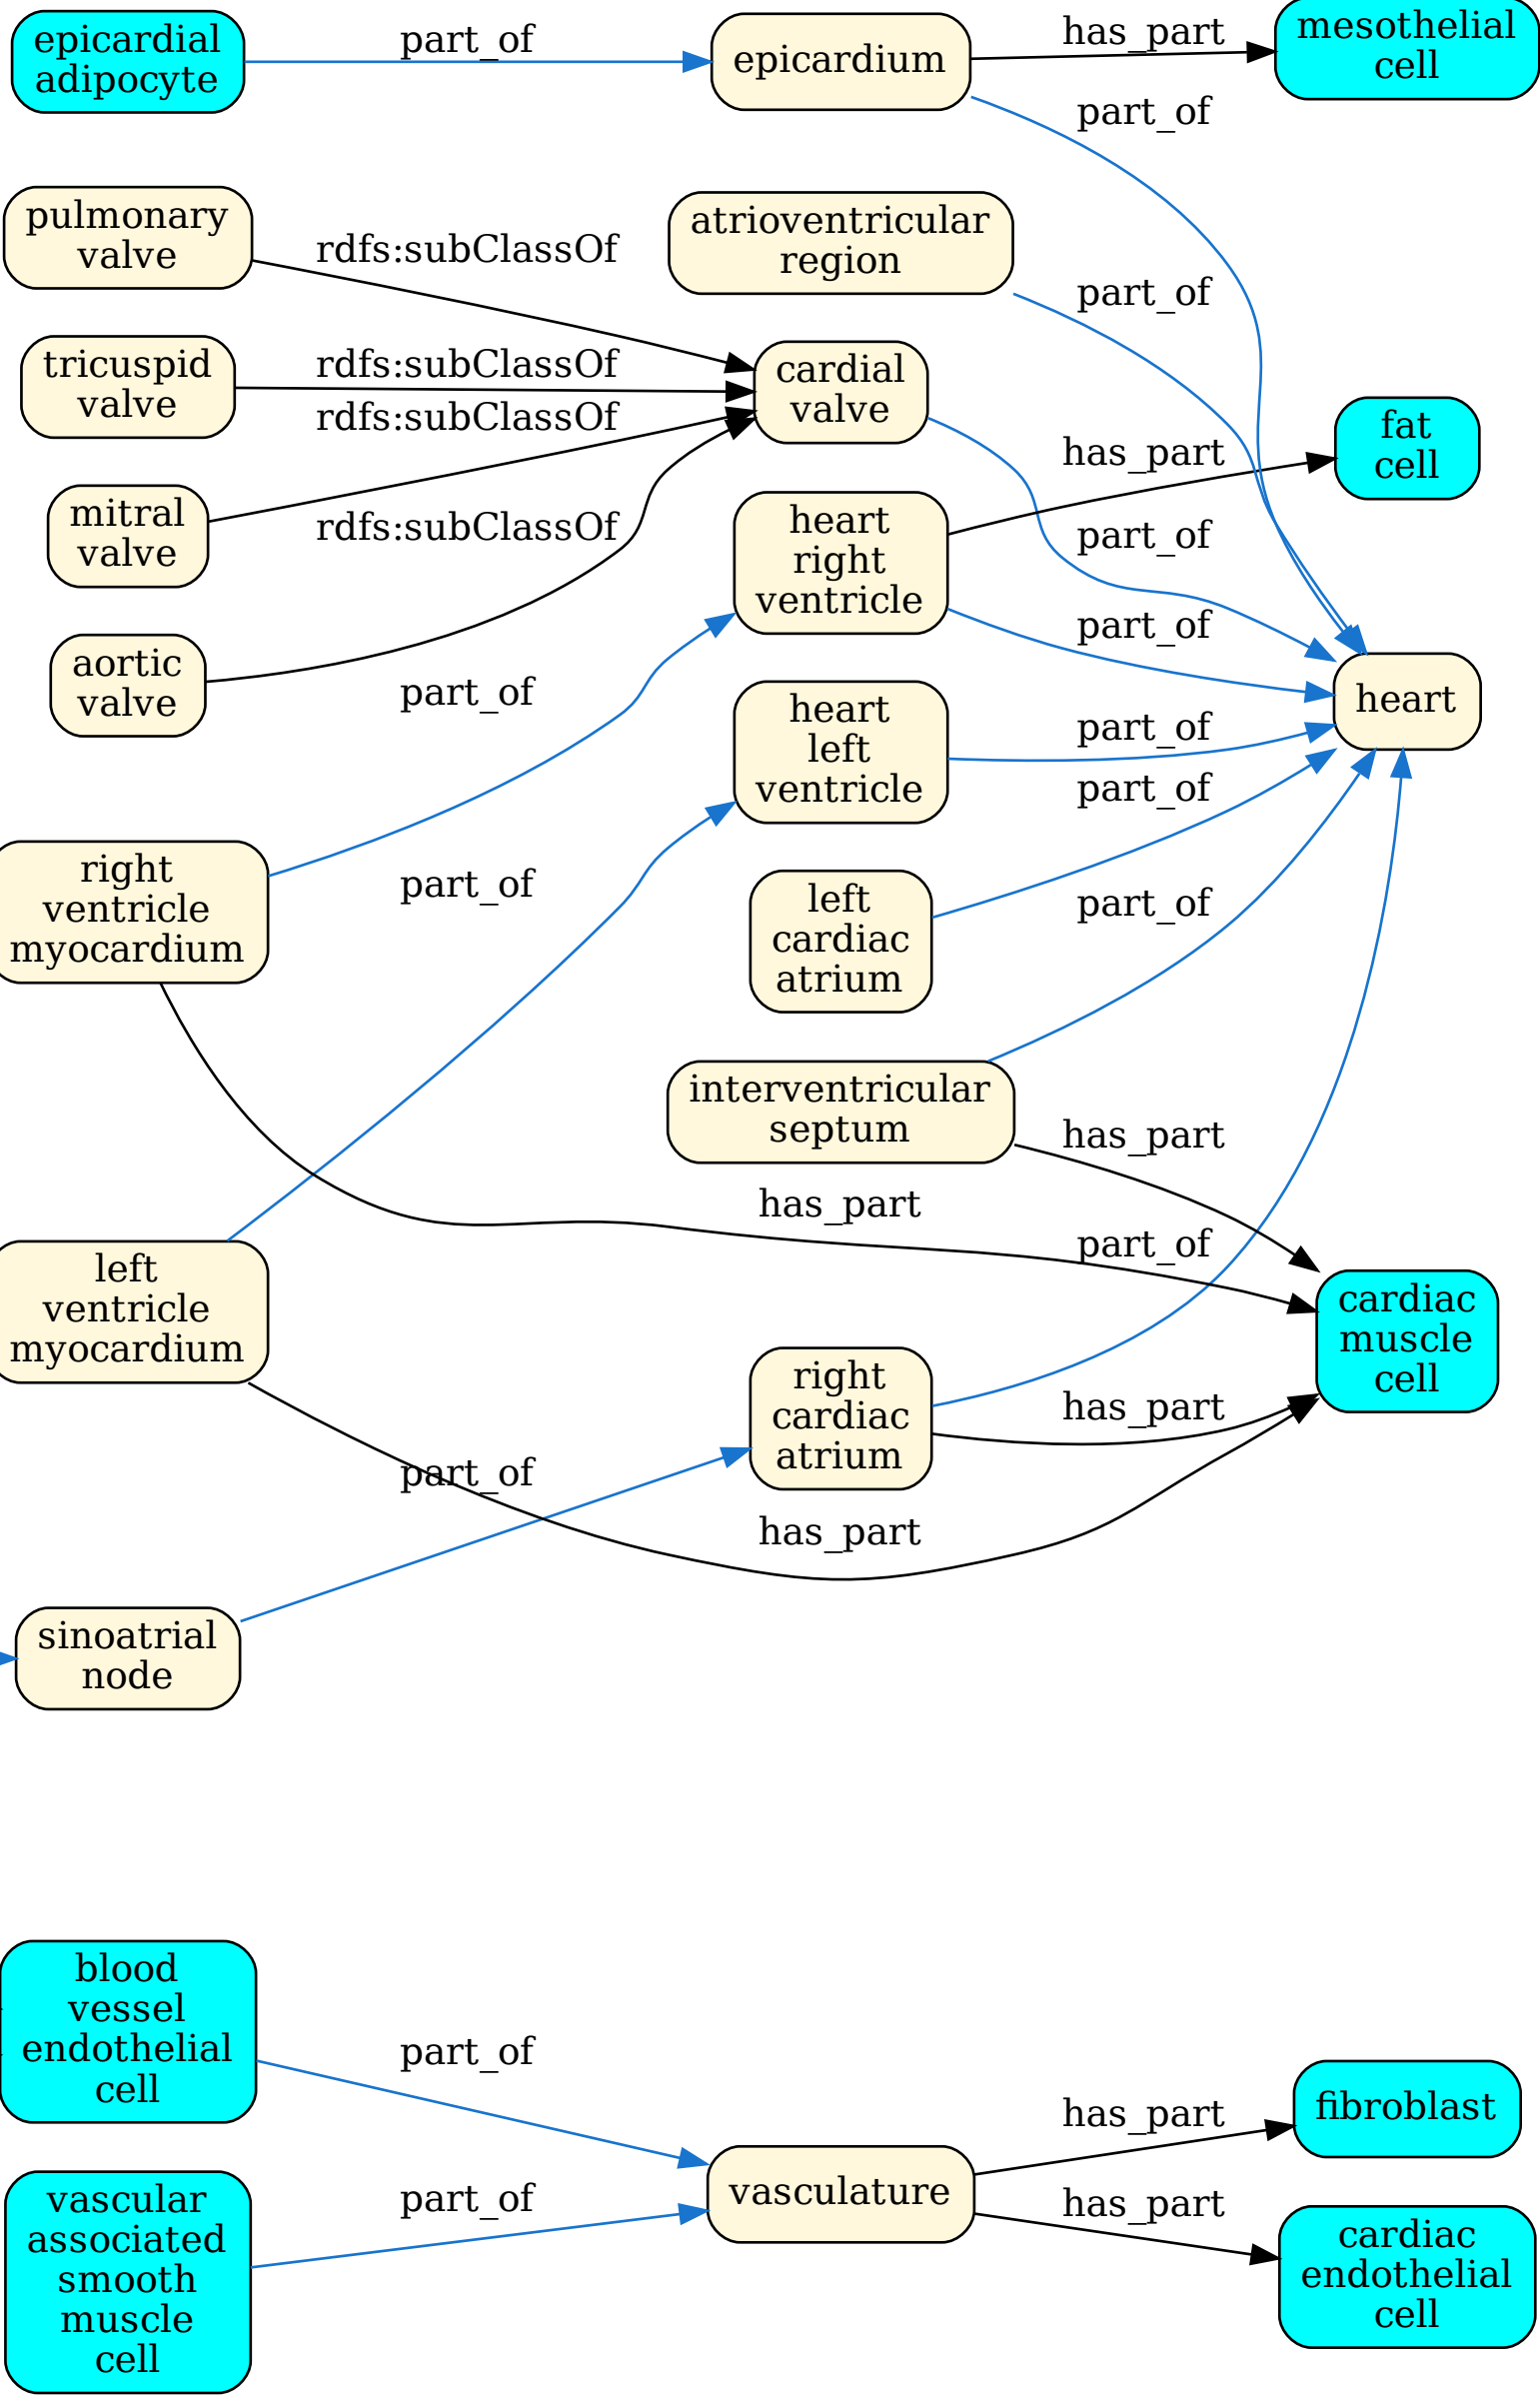 epicardial
adipocyte
part_of
epicardium
has_part
mesothelial
cell
part_of
pulmonary
valve
rdfs:subClassOf
atrioventricular
region
part_of
tricuspid
valve
rdfs:subClassOf
cardial
valve
rdfs:subClassOf
fat
cell
has_part
mitral
valve
rdfs:subClassOf
heart
right
ventricle
part_of
part_of
aortic
valve
part_of
heart
left
ventricle
part_of
heart
part_of
right
ventricle
myocardium
part_of
left
cardiac
atrium
part_of
interventricular
septum
has_part
has_part
part_of
left
ventricle
myocardium
cardiac
muscle
cell
right
cardiac
atrium
has_part
part_of
has_part
sinoatrial
node
blood
vessel
endothelial
cell
part_of
fibroblast
has_part
vasculature
part_of
has_part
vascular
associated
smooth
muscle
cell
cardiac
endothelial
cell